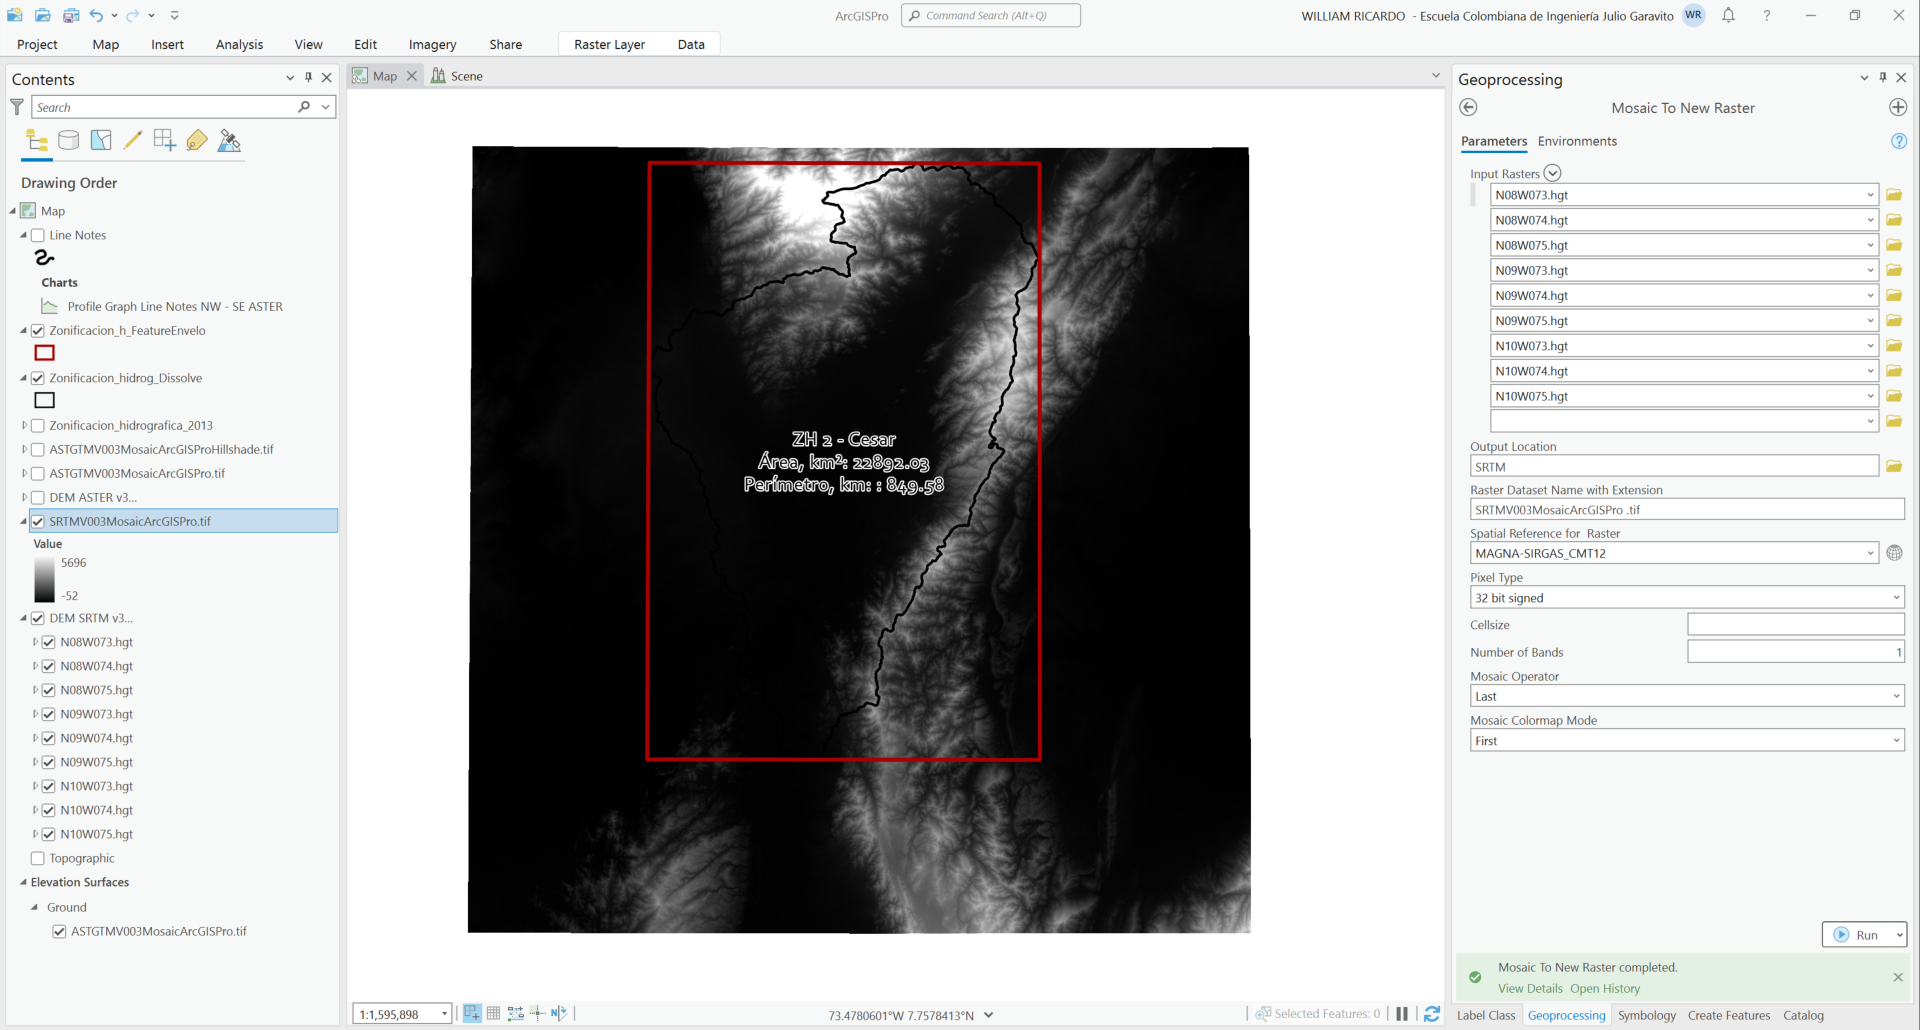 ArcGISPro
Command Search (Alt+Q)
WILLIAM RICARDO - Escuela Colombiana de Ingeniería Julio Garavito
WR
?
Project
Map
Insert
Analysis
View
Edit
Imagery
Share
Raster Layer
Data
Contents
Search
Drawing Order
Map
Line Notes
Charts
Profile Graph Line Notes NW - SE ASTER
Zonificacion_h_FeatureEnvelo
Zonificacion_hidrog_Dissolve
Zonificacion_hidrografica_2013
ASTGTMV003MosaicArcGISProHillshade.tif
ASTGTMV003MosaicArcGISPro.tif
DEM ASTER v3...
SRTMV003MosaicArcGISPro.tif
Value
5696
-52
DEM SRTM v3...
N08W073.hgt
N08W074.hgt
N08W075.hgt
N09W073.hgt
N09W074.hgt
N09W075.hgt
N10W073.hgt
N10W074.hgt
N10W075.hgt
Topographic
Elevation Surfaces
Ground
ASTGTMV003MosaicArcGISPro.tif
Map
Scene
ZH 2 - Cesar
Área, km²: 22892.03
Perímetro, km: : 849.58
1:1,595,898
N
73.4780601°W 7.7578413°N
Selected Features: 0
Geoprocessing
Mosaic To New Raster
Parameters
Environments
?
Input Rasters
N08W073.hgt
N08W074.hgt
N08W075.hgt
N09W073.hgt
N09W074.hgt
N09W075.hgt
N10W073.hgt
N10W074.hgt
N10W075.hgt
Output Location
SRTM
Raster Dataset Name with Extension
SRTMV003MosaicArcGISPro .tif
Spatial Reference for Raster
MAGNA-SIRGAS_CMT12
Pixel Type
32 bit signed
Cellsize
Number of Bands
1
Mosaic Operator
Last
Mosaic Colormap Mode
First
Run
Mosaic To New Raster completed.
View Details Open History
Label Class
Geoprocessing
Symbology
Create Features
Catalog